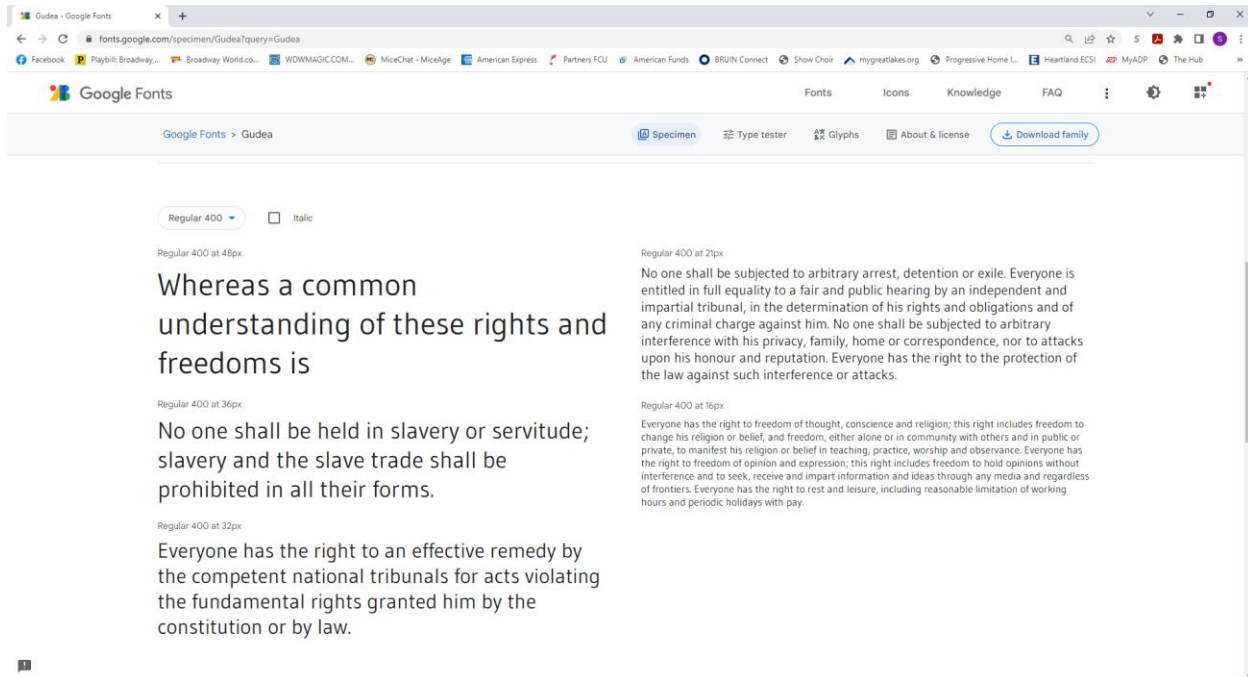 Gudea - Google Fonts
fonts.google.com/specimen/Gudea?query=Gudea
S
S
Facebook
Playbill: Broadway,...
Broadway World.co...
WDWMAGIC.COM...
MiceChat - MiceAge
American Express
Partners FCU
American Funds
BRUIN Connect
Show Choir
mygreatlakes.org
Progressive Home I...
Heartland ECSI
MyADP
The Hub
Google Fonts
Fonts
Icons
Knowledge
FAQ
Google Fonts > Gudea
Specimen
Type tester
Glyphs
About & license
Download family
Regular 400
Italic
Regular 400 at 48px
Whereas a common
understanding of these rights and
freedoms is
Regular 400 at 36px
No one shall be held in slavery or servitude;
slavery and the slave trade shall be
prohibited in all their forms.
Regular 400 at 32px
Everyone has the right to an effective remedy by
the competent national tribunals for acts violating
the fundamental rights granted him by the
constitution or by law.
Regular 400 at 21px
No one shall be subjected to arbitrary arrest, detention or exile. Everyone is
entitled in full equality to a fair and public hearing by an independent and
impartial tribunal, in the determination of his rights and obligations and of
any criminal charge against him. No one shall be subjected to arbitrary
interference with his privacy, family, home or correspondence, nor to attacks
upon his honour and reputation. Everyone has the right to the protection of
the law against such interference or attacks.
Regular 400 at 16px
Everyone has the right to freedom of thought, conscience and religion; this right includes freedom to
change his religion or belief, and freedom, either alone or in community with others and in public or
private, to manifest his religion or belief in teaching, practice, worship and observance. Everyone has
the right to freedom of opinion and expression; this right includes freedom to hold opinions without
interference and to seek, receive and impart information and ideas through any media and regardless
of frontiers. Everyone has the right to rest and leisure, including reasonable limitation of working
hours and periodic holidays with pay.